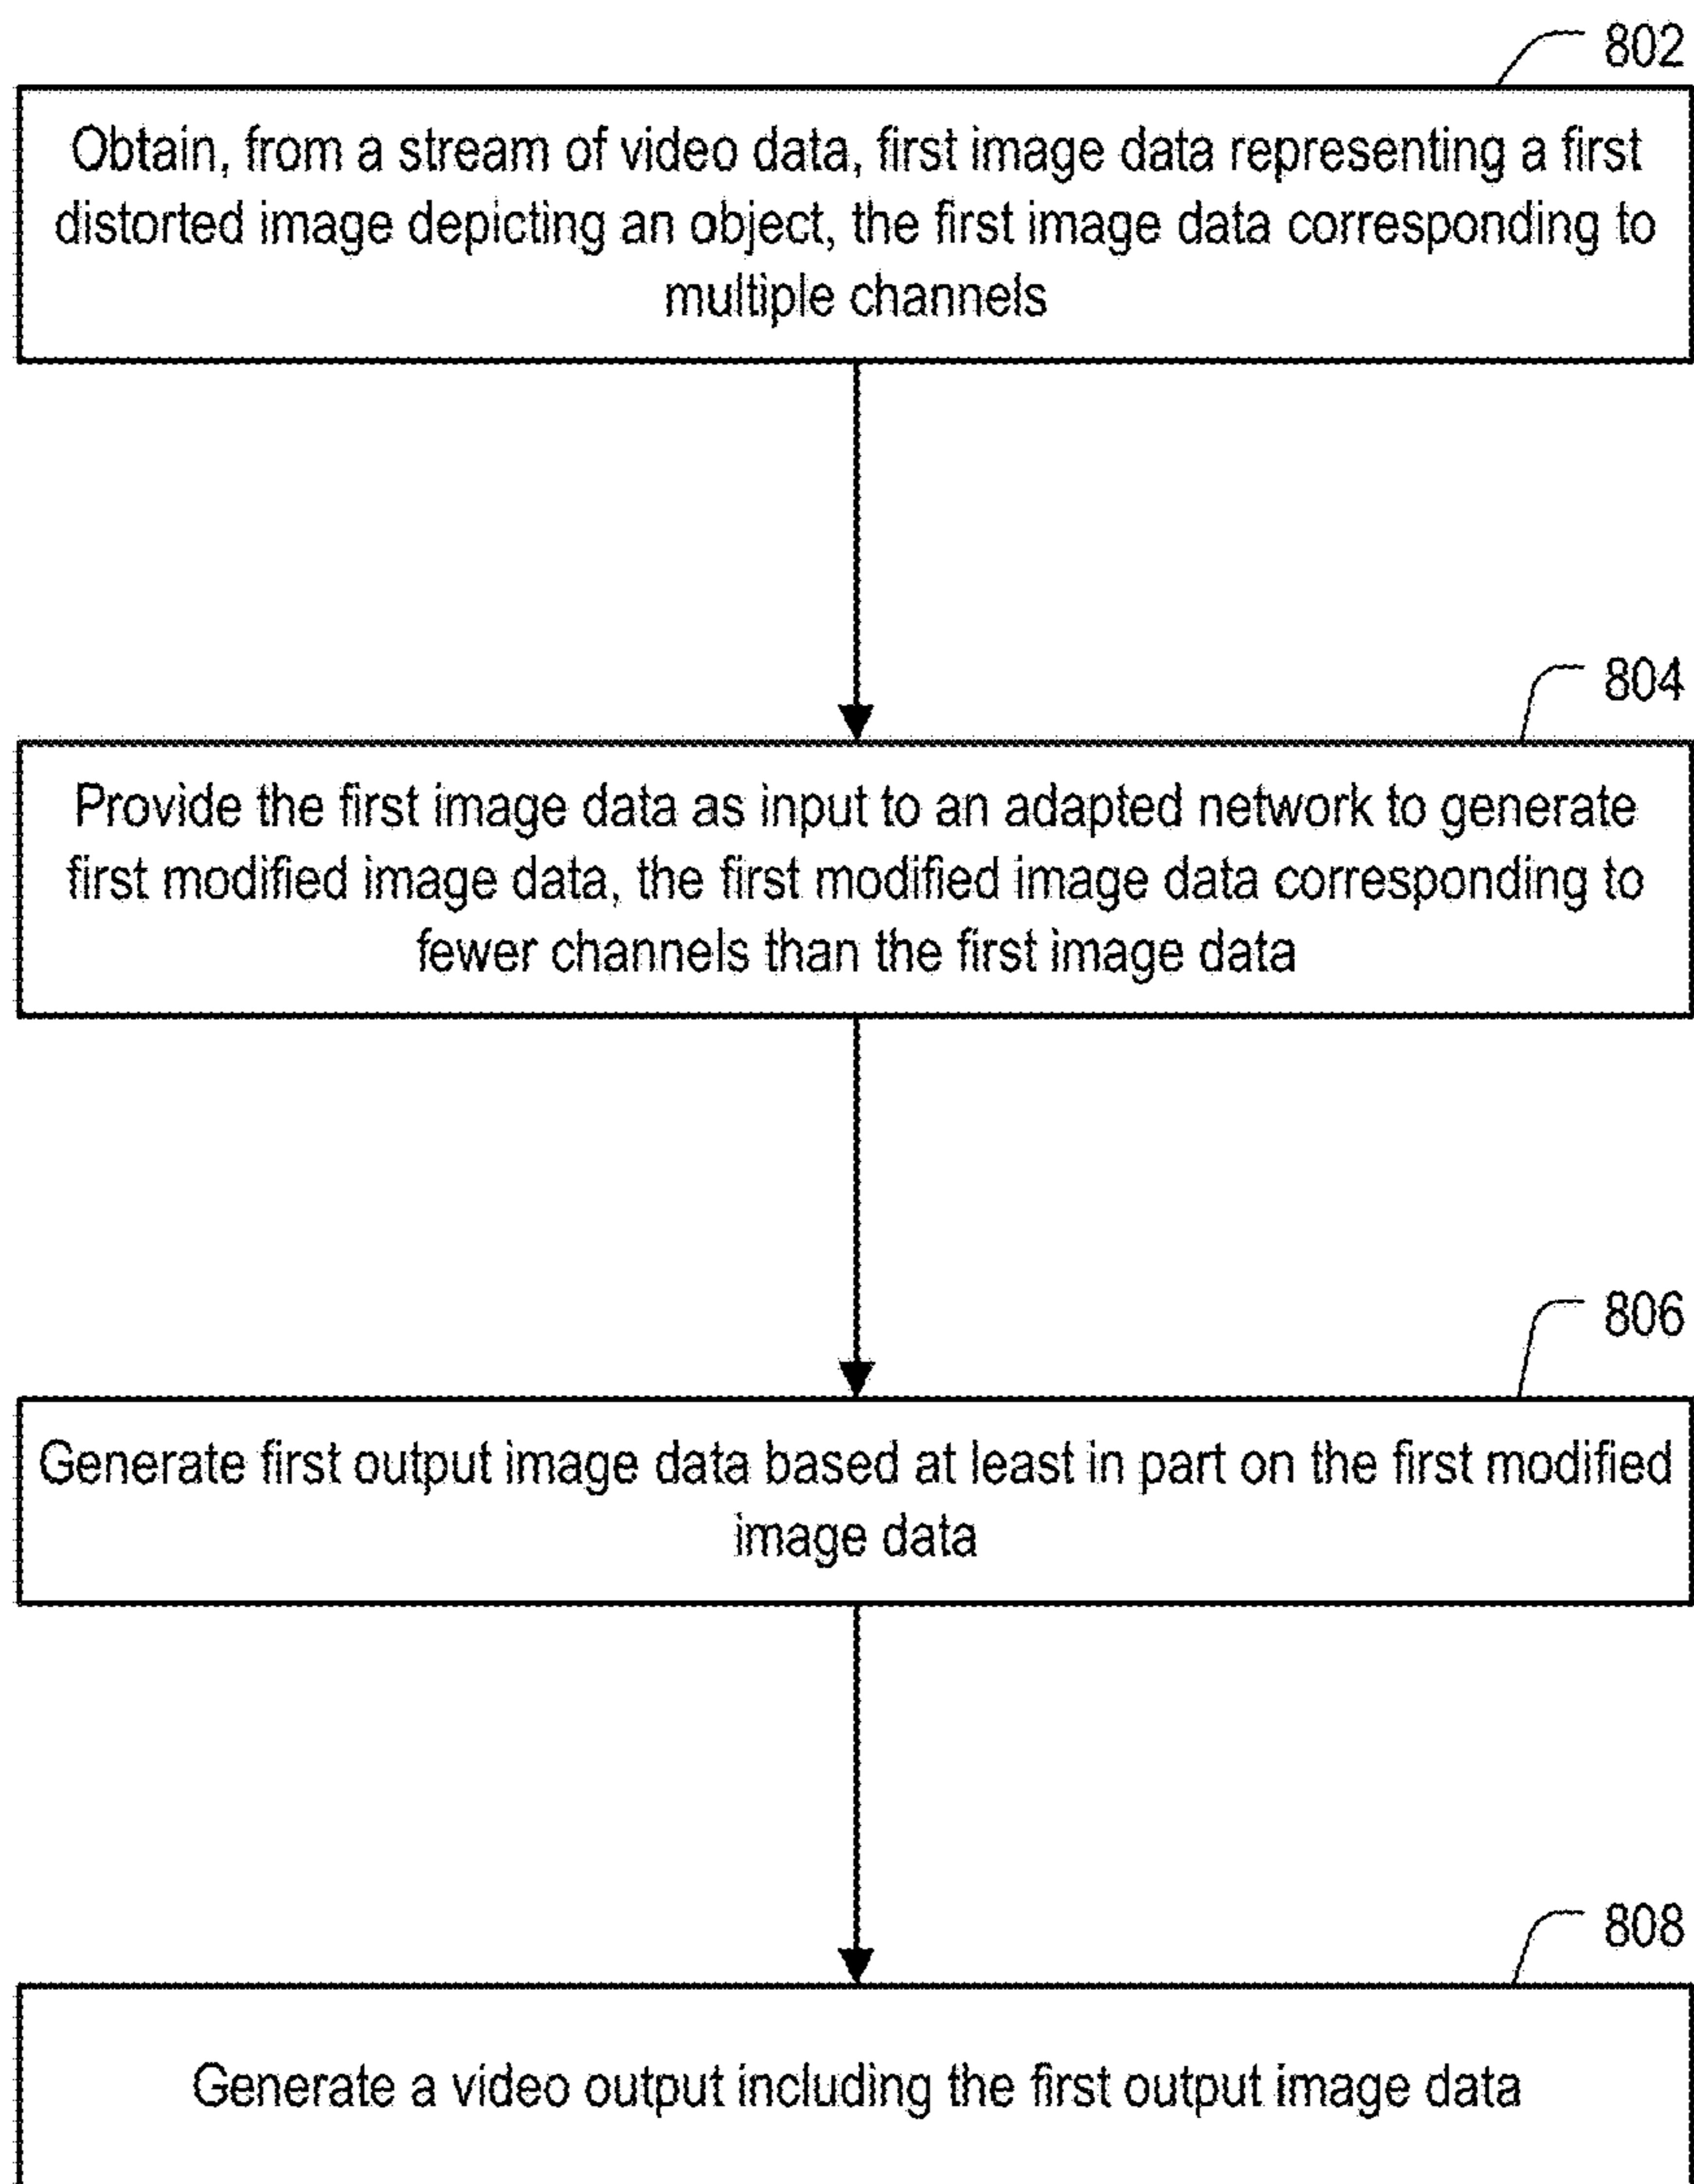 802
Obtain, from a stream of video data, first image data representing a first
distorted image depicting an object, the first image data corresponding to
multiple channels
804
Provide the first image data as input to an adapted network to generate
first modified image data, the first modified image data corresponding to
fewer channels than the first image data
806
Generate first output image data based at least in part on the first modified
image data
808
Generate a video output including the first output image data